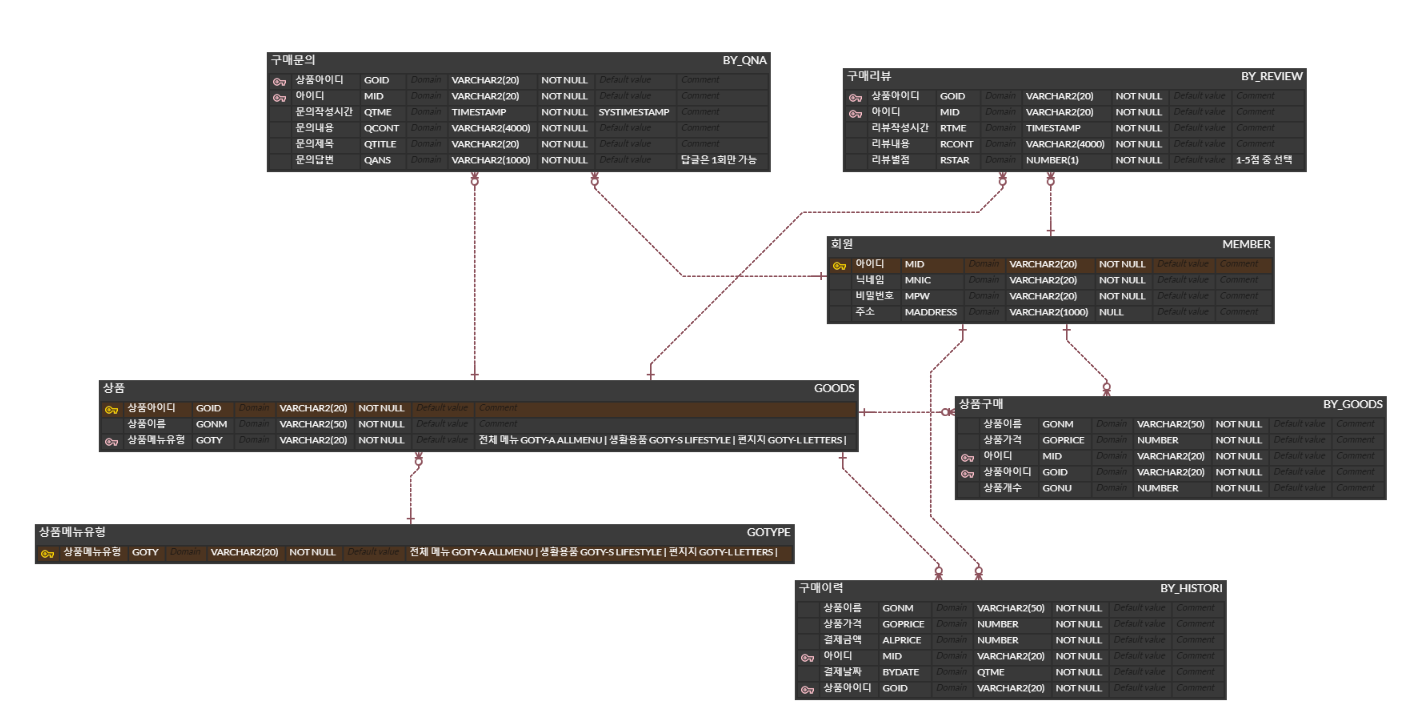 구매문의 BY_QNA
상품아이디 GOID Domain VARCHAR2(20) NOT NULL Default value Comment
아이디 MID Domain VARCHAR2(20) NOT NULL Default value Comment
문의작성시간 QTME Domain TIMESTAMP NOT NULL SYSTIMESTAMP Comment
문의내용 QCONT Domain VARCHAR2(4000) NOT NULL Default value Comment
문의제목 QTITLE Domain VARCHAR2(20) NOT NULL Default value Comment
문의답변 QANS Domain VARCHAR2(1000) NOT NULL Default value 답글은 1회만 가능
구매리뷰 BY_REVIEW
상품아이디 GOID Domain VARCHAR2(20) NOT NULL Default value Comment
아이디 MID Domain VARCHAR2(20) NOT NULL Default value Comment
리뷰작성시간 RTME Domain TIMESTAMP NOT NULL Default value Comment
리뷰내용 RCONT Domain VARCHAR2(4000) NOT NULL Default value Comment
리뷰별점 RSTAR Domain NUMBER(1) NOT NULL Default value 1-5점 중 선택
회원 MEMBER
아이디 MID Domain VARCHAR2(20) NOT NULL Default value Comment
닉네임 MNIC Domain VARCHAR2(20) NOT NULL Default value Comment
비밀번호 MPW Domain VARCHAR2(20) NOT NULL Default value Comment
주소 MADDRESS Domain VARCHAR2(1000) NULL Default value Comment
상품 GOODS
상품아이디 GOID Domain VARCHAR2(20) NOT NULL Default value Comment
상품이름 GONM Domain VARCHAR2(50) NOT NULL Default value Comment
상품메뉴유형 GOTY Domain VARCHAR2(20) NOT NULL Default value 전체 메뉴 GOTY-A ALLMENU | 생활용품 GOTY-S LIFESTYLE | 편지지 GOTY-L LETTERS |
상품구매 BY_GOODS
상품이름 GONM Domain VARCHAR2(50) NOT NULL Default value Comment
상품가격 GOPRICE Domain NUMBER NOT NULL Default value Comment
아이디 MID Domain VARCHAR2(20) NOT NULL Default value Comment
상품아이디 GOID Domain VARCHAR2(20) NOT NULL Default value Comment
상품개수 GONU Domain NUMBER NOT NULL Default value Comment
상품메뉴유형 GOTYPE
상품메뉴유형 GOTY Domain VARCHAR2(20) NOT NULL Default value 전체 메뉴 GOTY-A ALLMENU | 생활용품 GOTY-S LIFESTYLE | 편지지 GOTY-L LETTERS |
구매이력 BY_HISTORI
상품이름 GONM Domain VARCHAR2(50) NOT NULL Default value Comment
상품가격 GOPRICE Domain NUMBER NOT NULL Default value Comment
결제금액 ALPRICE Domain NUMBER NOT NULL Default value Comment
아이디 MID Domain VARCHAR2(20) NOT NULL Default value Comment
결제날짜 BYDATE Domain QTME NOT NULL Default value Comment
상품아이디 GOID Domain VARCHAR2(20) NOT NULL Default value Comment